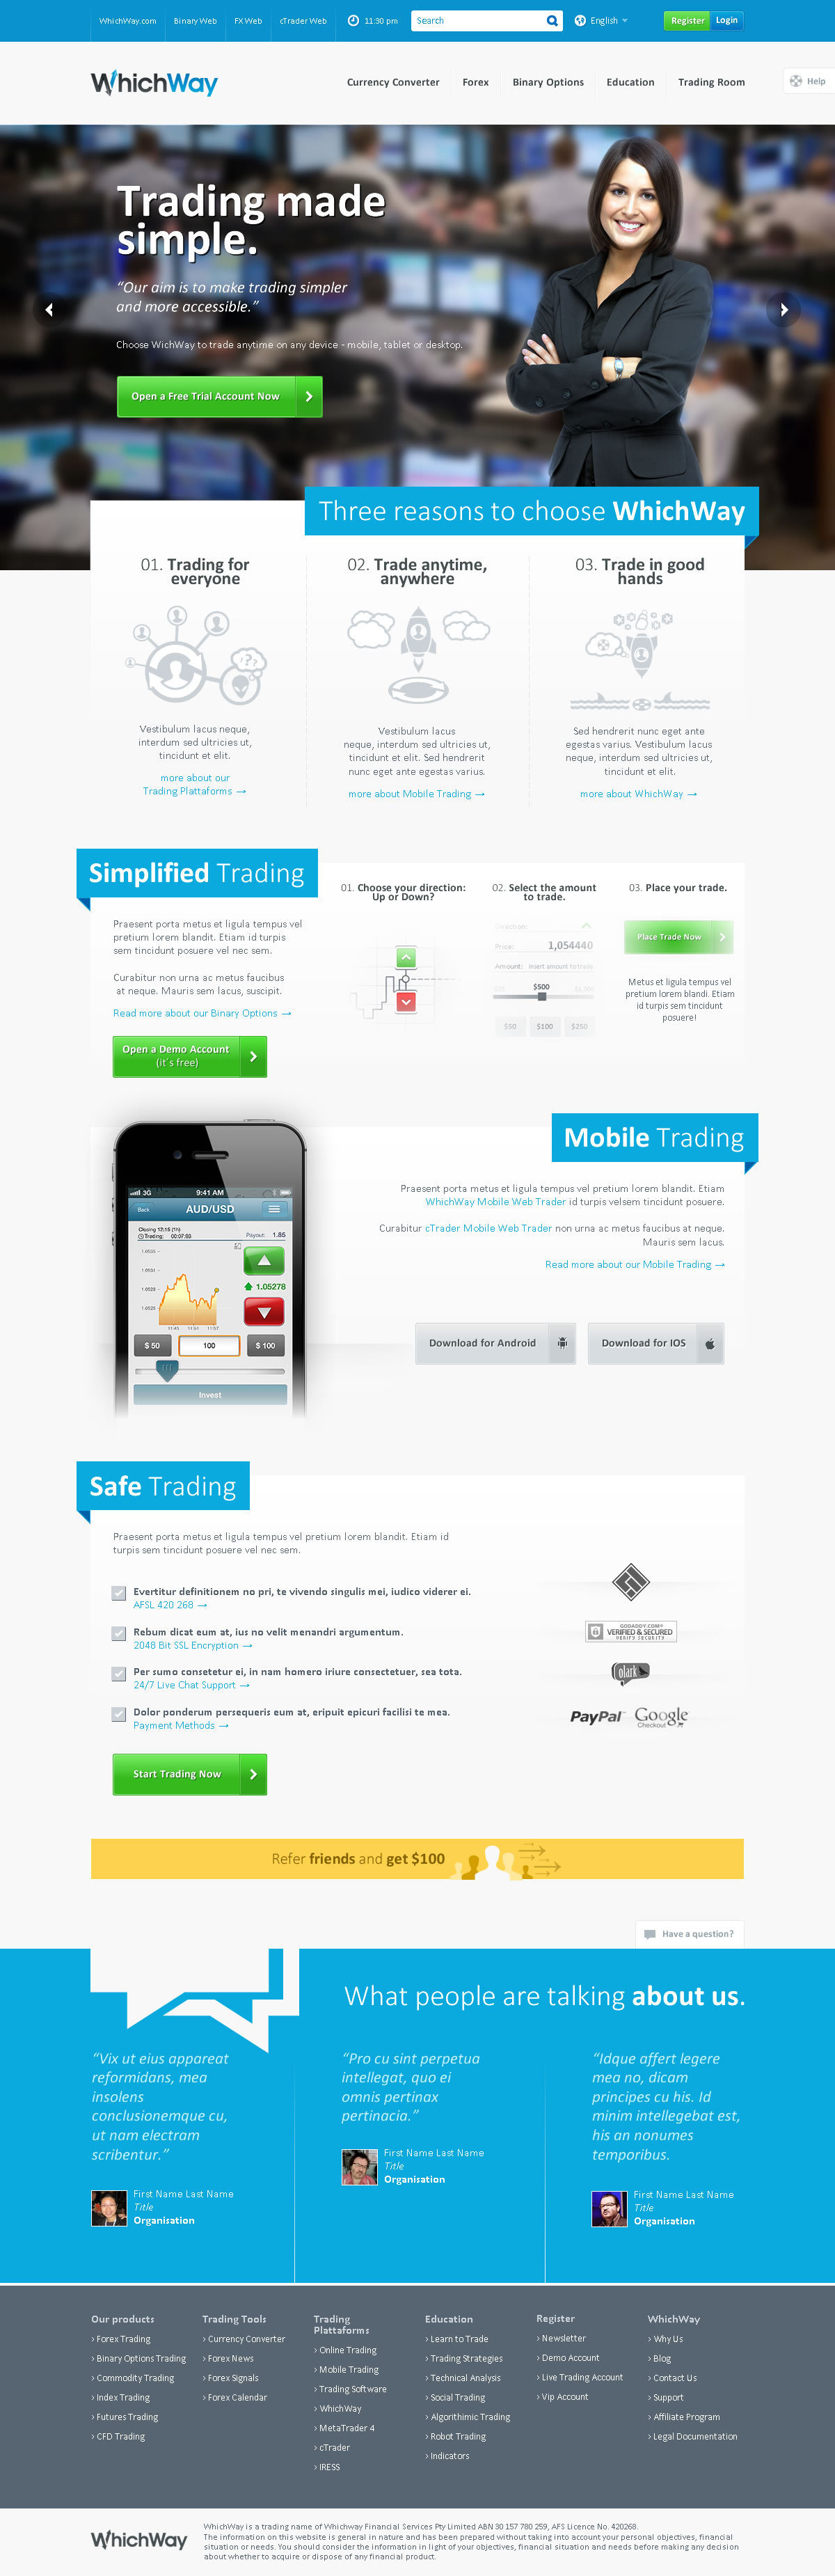 WhichWay.com
Binary Web
FX Web
cTrader Web
11:30 pm
Search
English
Register
Login
WhichWay
Currency Converter
Forex
Binary Options
Education
Trading Room
Help
Trading made
simple.
“Our aim is to make trading simpler
and more accessible.”
Choose WichWay to trade anytime on any device - mobile, tablet or desktop.
Open a Free Trial Account Now
Three reasons to choose WhichWay
01. Trading for
everyone
Vestibulum lacus neque,
interdum sed ultricies ut,
tincidunt et elit.
more about our
Trading Plattaforms →
02. Trade anytime,
anywhere
Vestibulum lacus
neque, interdum sed ultricies ut,
tincidunt et elit. Sed hendrerit
nunc eget ante egestas varius.
more about Mobile Trading →
03. Trade in good
hands
Sed hendrerit nunc eget ante
egestas varius. Vestibulum lacus
neque, interdum sed ultricies ut,
tincidunt et elit.
more about WhichWay →
Simplified Trading
Praesent porta metus et ligula tempus vel
pretium lorem blandit. Etiam id turpis
sem tincidunt posuere vel nec sem.
Curabitur non urna ac metus faucibus
at neque. Mauris sem lacus, suscipit.
Read more about our Binary Options →
Open a Demo Account
(it's free)
01. Choose your direction:
Up or Down?
02. Select the amount
to trade.
Direction:
Price: 1,054440
Amount: Insert amount to trade
$500
$50
$100
$250
03. Place your trade.
Place Trade Now
Metus et ligula tempus vel
pretium lorem blandi. Etiam
id turpis sem tincidunt
posuere!
Mobile Trading
Praesent porta metus et ligula tempus vel pretium lorem blandit. Etiam
WhichWay Mobile Web Trader id turpis velsem tincidunt posuere.
Curabitur cTrader Mobile Web Trader non urna ac metus faucibus at neque.
Mauris sem lacus.
Read more about our Mobile Trading →
Download for Android
Download for IOS
3G
9:41 AM
Back
AUD/USD
Closing 12:15 (1h)
Trading: 00:07:53
Payout: 1.85
1.05278
11:45 11:51 11:57
$ 50
100
$ 100
Invest
Safe Trading
Praesent porta metus et ligula tempus vel pretium lorem blandit. Etiam id
turpis sem tincidunt posuere vel nec sem.
Evertitur definitionem no pri, te vivendo singulis mei, iudico viderer ei.
AFSL 420 268 →
Rebum dicat eum at, ius no velit menandri argumentum.
2048 Bit SSL Encryption →
Per sumo consetetur ei, in nam homero iriure consectetuer, sea tota.
24/7 Live Chat Support →
Dolor ponderum persequeris eum at, eripuit epicuri facilisi te mea.
Payment Methods →
GODADDY.COM®
VERIFIED & SECURED
VERIFY SECURITY
olark
PayPal
Google
Checkout
Start Trading Now
Refer friends and get $100
Have a question?
What people are talking about us.
“Vix ut eius appareat
reformidans, mea
insolens
conclusionemque cu,
ut nam electram
scribentur.”
First Name Last Name
Title
Organisation
“Pro cu sint perpetua
intellegat, quo ei
omnis pertinax
pertinacia.”
First Name Last Name
Title
Organisation
“Idque affert legere
mea no, dicam
principes cu his. Id
minim intellegebat est,
his an nonumes
temporibus.
First Name Last Name
Title
Organisation
Our products
› Forex Trading
› Binary Options Trading
› Commodity Trading
› Index Trading
› Futures Trading
› CFD Trading
Trading Tools
› Currency Converter
› Forex News
› Forex Signals
› Forex Calendar
Trading
Plattaforms
› Online Trading
› Mobile Trading
› Trading Software
› WhichWay
› MetaTrader 4
› cTrader
› IRESS
Education
› Learn to Trade
› Trading Strategies
› Technical Analysis
› Social Trading
› Algorithimic Trading
› Robot Trading
› Indicators
Register
› Newsletter
› Demo Account
› Live Trading Account
› Vip Account
WhichWay
› Why Us
› Blog
› Contact Us
› Support
› Affiliate Program
› Legal Documentation
WhichWay
WhichWay is a trading name of Whichway Financial Services Pty Limited ABN 30 157 780 259, AFS Licence No. 420268.
The information on this website is general in nature and has been prepared without taking into account your personal objectives, financial
situation or needs. You should consider the information in light of your objectives, financial situation and needs before making any decision
about whether to acquire or dispose of any financial product.